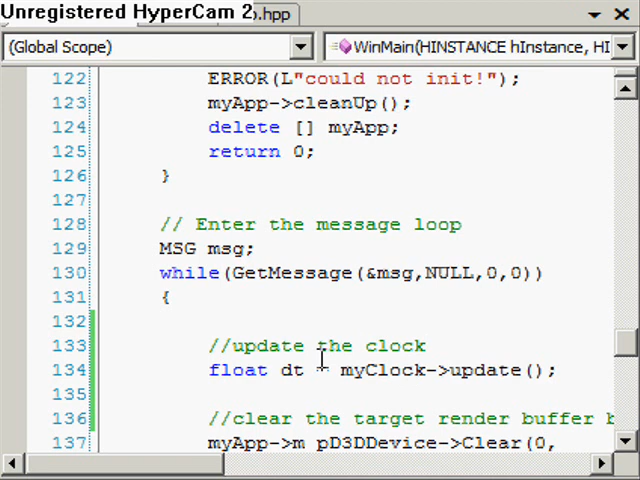 Unregistered HyperCam 2 o.hpp
(Global Scope) WinMain(HINSTANCE hInstance, HI
122 ERROR(L"could not init!");
123 myApp->cleanUp();
124 delete [] myApp;
125 return 0;
126 }
127
128 // Enter the message loop
129 MSG msg;
130 while(GetMessage(&msg,NULL,0,0))
131 {
132
133 //update the clock
134 float dt = myClock->update();
135
136 //clear the target render buffer b
137 myApp->m_pD3DDevice->Clear(0,